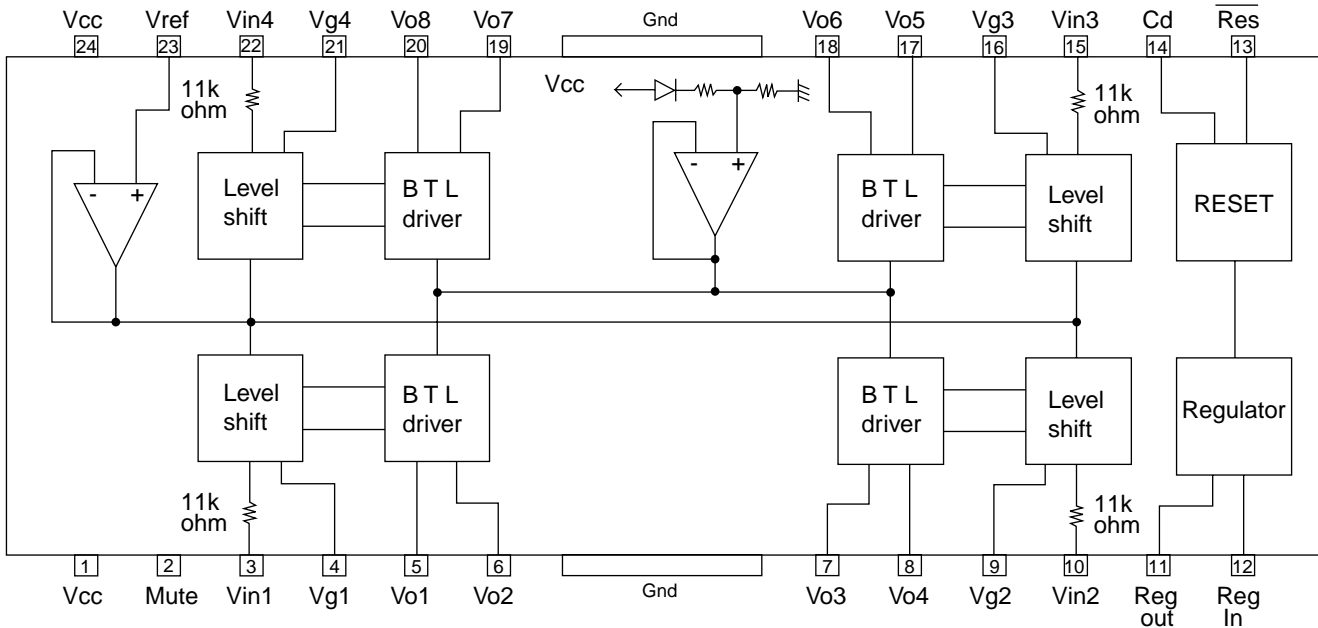 Vcc Vref Vin4 Vg4 Vo8 Vo7 Gnd Vo6 Vo5 Vg3 Vin3 Cd Res
24 23 22 21 20 19 18 17 16 15 14 13
Vcc
11k
ohm
11k
ohm
- +
Level
shift
B T L
driver
- +
B T L
driver
Level
shift
RESET
Level
shift
B T L
driver
B T L
driver
Level
shift
Regulator
11k
ohm
11k
ohm
1 2 3 4 5 6 7 8 9 10 11 12
Vcc Mute Vin1 Vg1 Vo1 Vo2 Gnd Vo3 Vo4 Vg2 Vin2 Reg
out
Reg
In